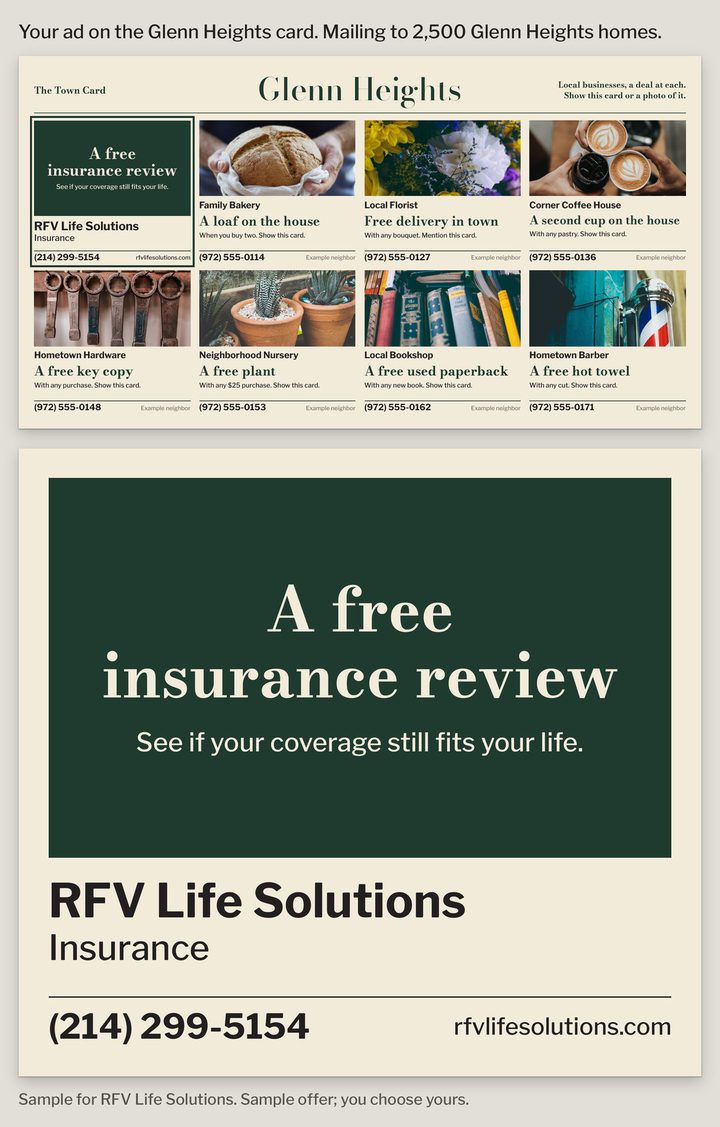 Your ad on the Glenn Heights card. Mailing to 2,500 Glenn Heights homes.
The Town Card
Glenn Heights
Local businesses, a deal at each.
Show this card or a photo of it.
A free
insurance review
See if your coverage still fits your life.
RFV Life Solutions
Insurance
(214) 299-5154
rfvlifesolutions.com
Family Bakery
A loaf on the house
When you buy two. Show this card.
(972) 555-0114
Example neighbor
Local Florist
Free delivery in town
With any bouquet. Mention this card.
(972) 555-0127
Example neighbor
Corner Coffee House
A second cup on the house
With any pastry. Show this card.
(972) 555-0136
Example neighbor
Hometown Hardware
A free key copy
With any purchase. Show this card.
(972) 555-0148
Example neighbor
Neighborhood Nursery
A free plant
With any $25 purchase. Show this card.
(972) 555-0153
Example neighbor
Local Bookshop
A free used paperback
With any new book. Show this card.
(972) 555-0162
Example neighbor
Hometown Barber
A free hot towel
With any cut. Show this card.
(972) 555-0171
Example neighbor
A free
insurance review
See if your coverage still fits your life.
RFV Life Solutions
Insurance
(214) 299-5154
rfvlifesolutions.com
Sample for RFV Life Solutions. Sample offer; you choose yours.